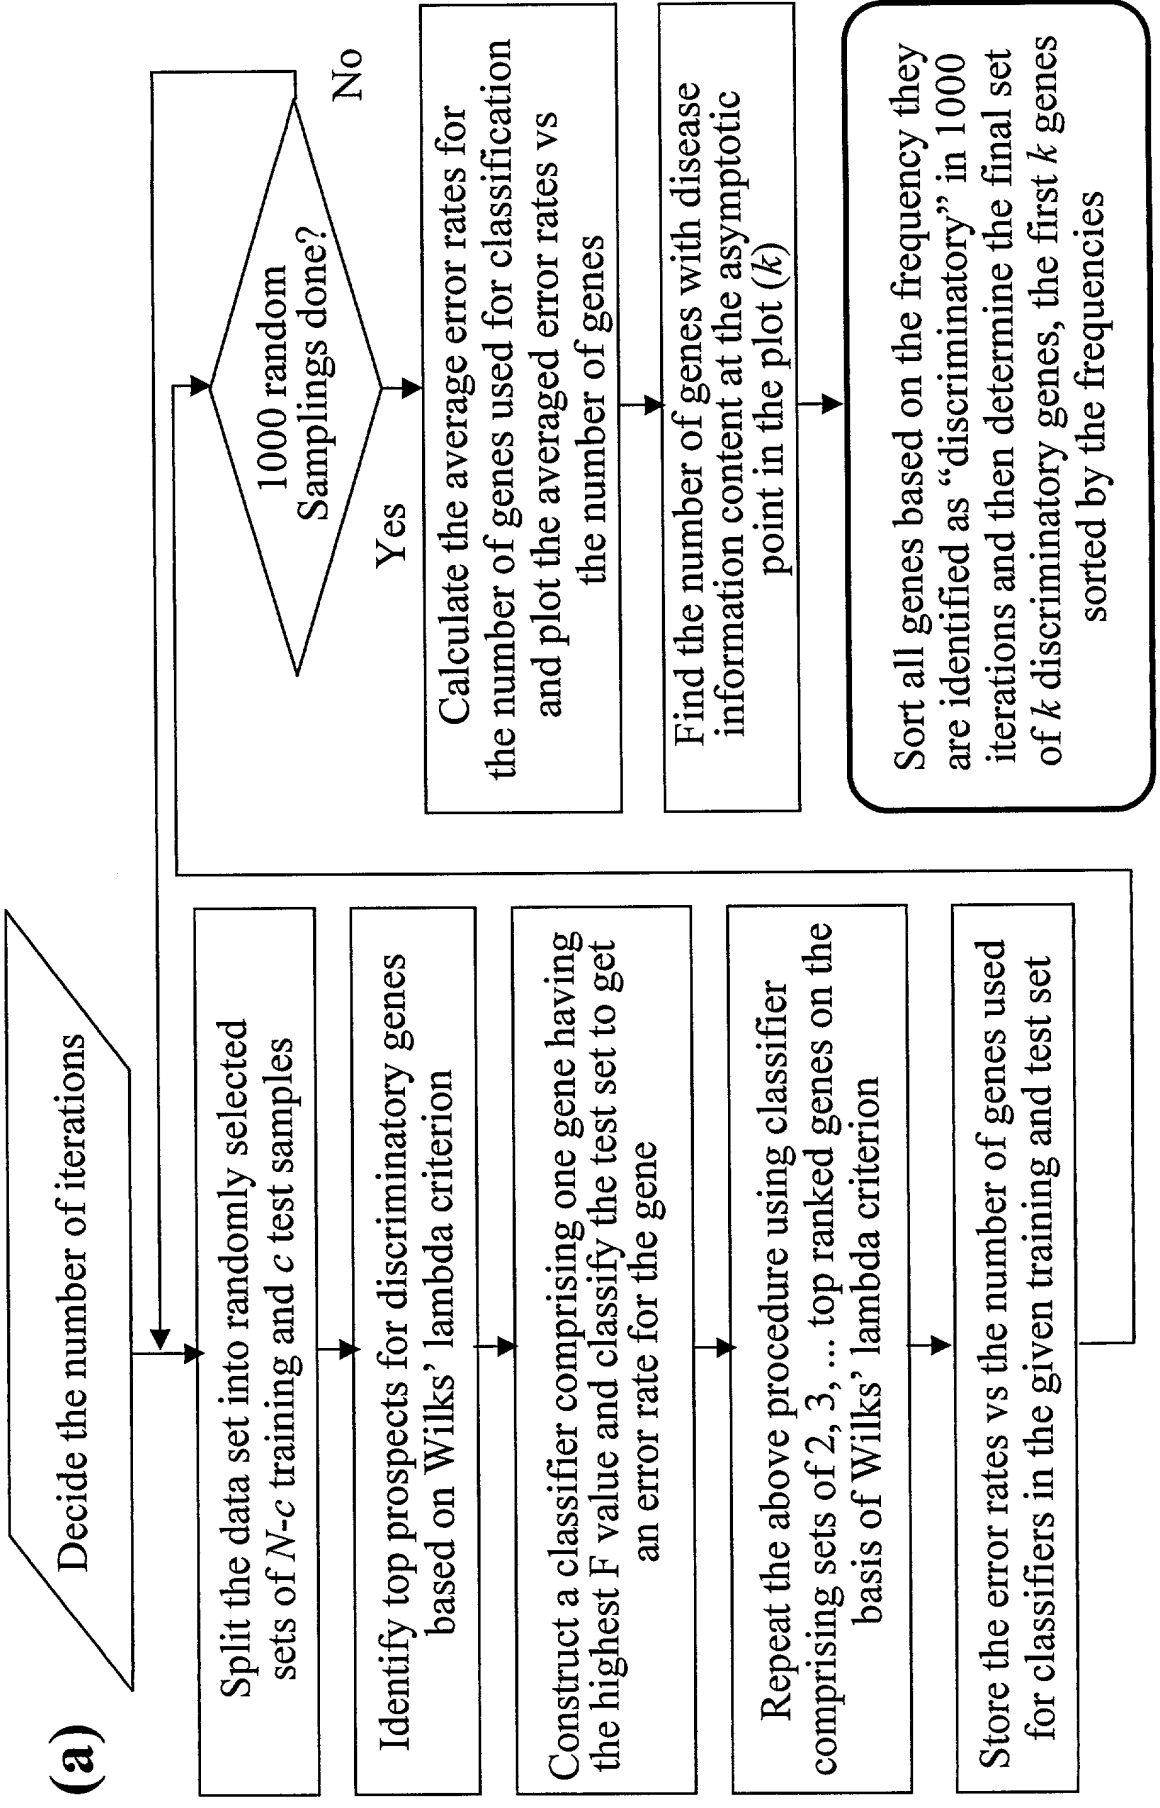 (a)
Decide the number of iterations
Split the data set into randomly selected
sets of N-c training and c test samples
Identify top prospects for discriminatory genes
based on Wilks’ lambda criterion
Construct a classifier comprising one gene having
the highest F value and classify the test set to get
an error rate for the gene
Repeat the above procedure using classifier
comprising sets of 2, 3, ... top ranked genes on the
basis of Wilks’ lambda criterion
Store the error rates vs the number of genes used
for classifiers in the given training and test set
1000 random
Samplings done?
No
Yes
Calculate the average error rates for
the number of genes used for classification
and plot the averaged error rates vs
the number of genes
Find the number of genes with disease
information content at the asymptotic
point in the plot (k)
Sort all genes based on the frequency they
are identified as “discriminatory” in 1000
iterations and then determine the final set
of k discriminatory genes, the first k genes
sorted by the frequencies